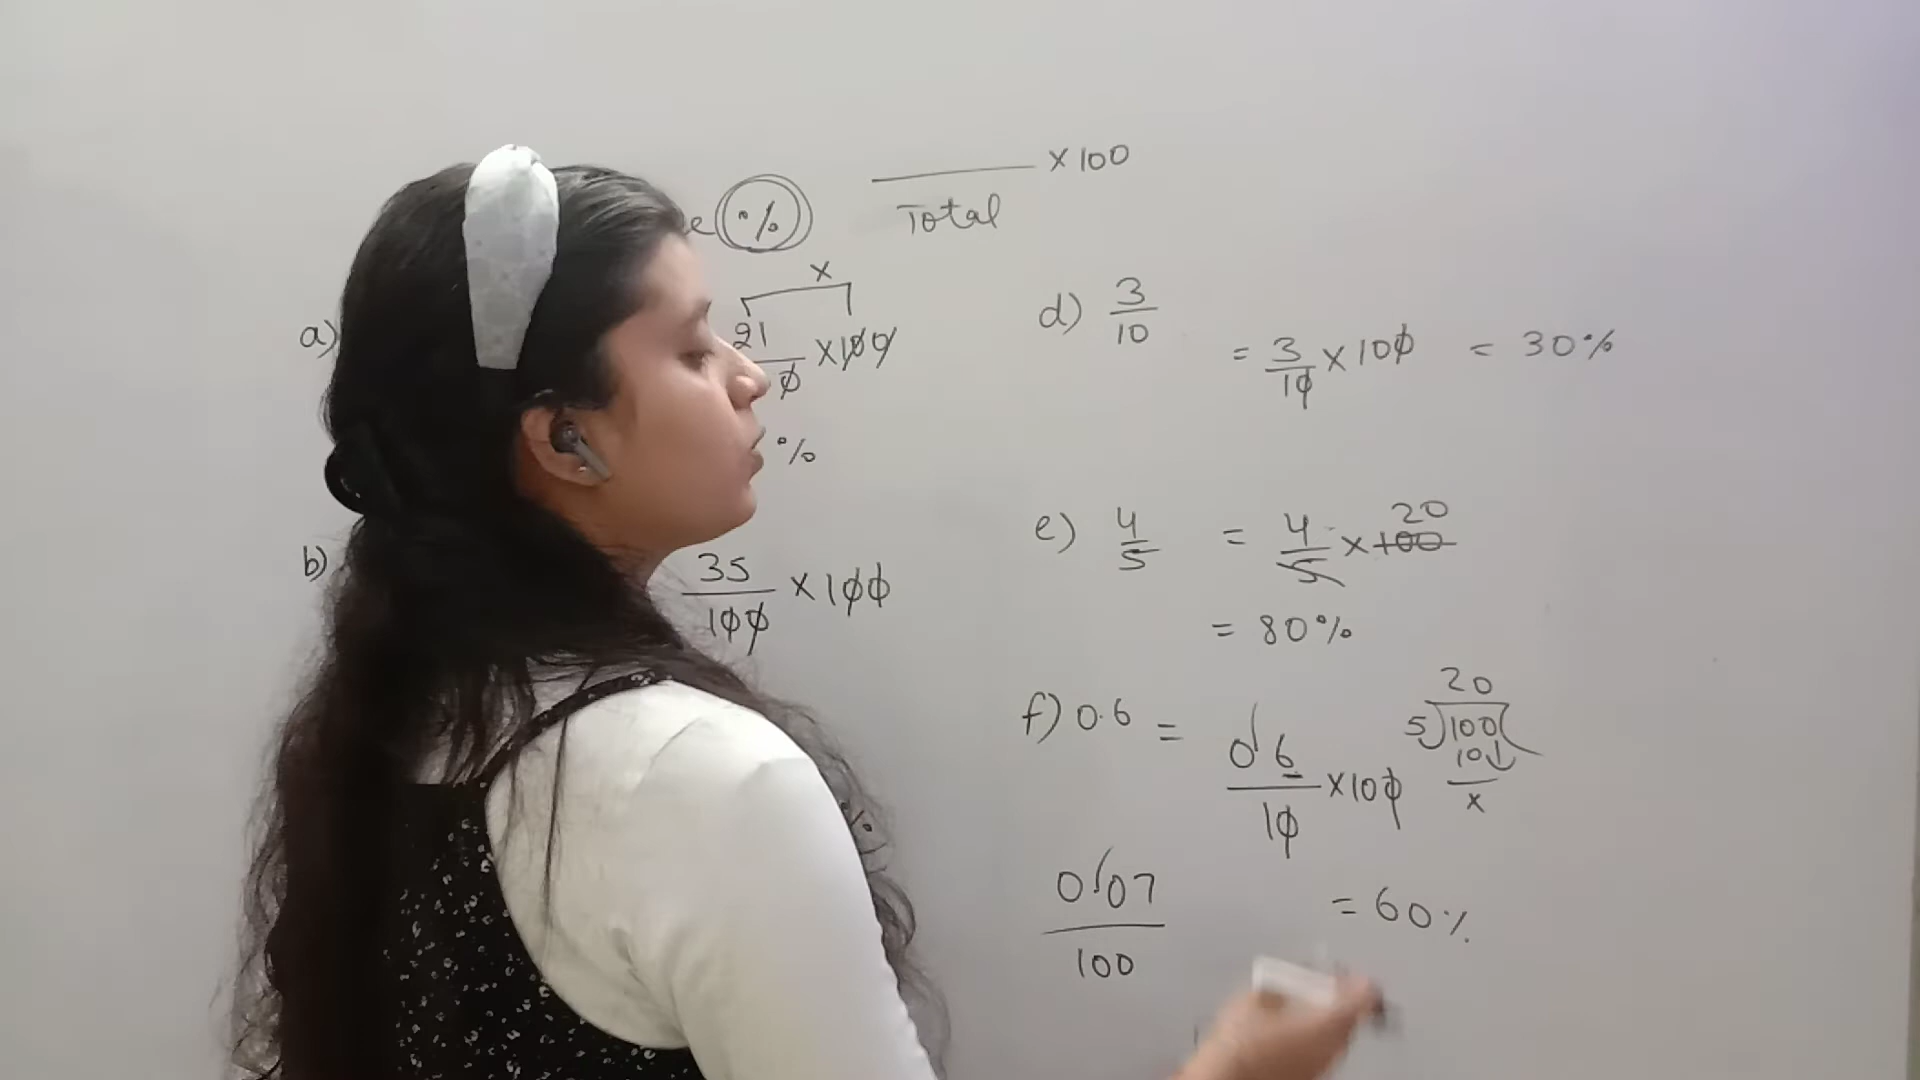 % ─── × 100
Total
×
a) 21 × 100
0
%
b) 35/100 × 100
d) 3/10 = 3/10 × 100 = 30%
e) 4/5 = 4/5 × 100 20
= 80%
f) 0.6 = 06/10 × 100
20
5)100(
10↓
×
0.07/100
= 60%